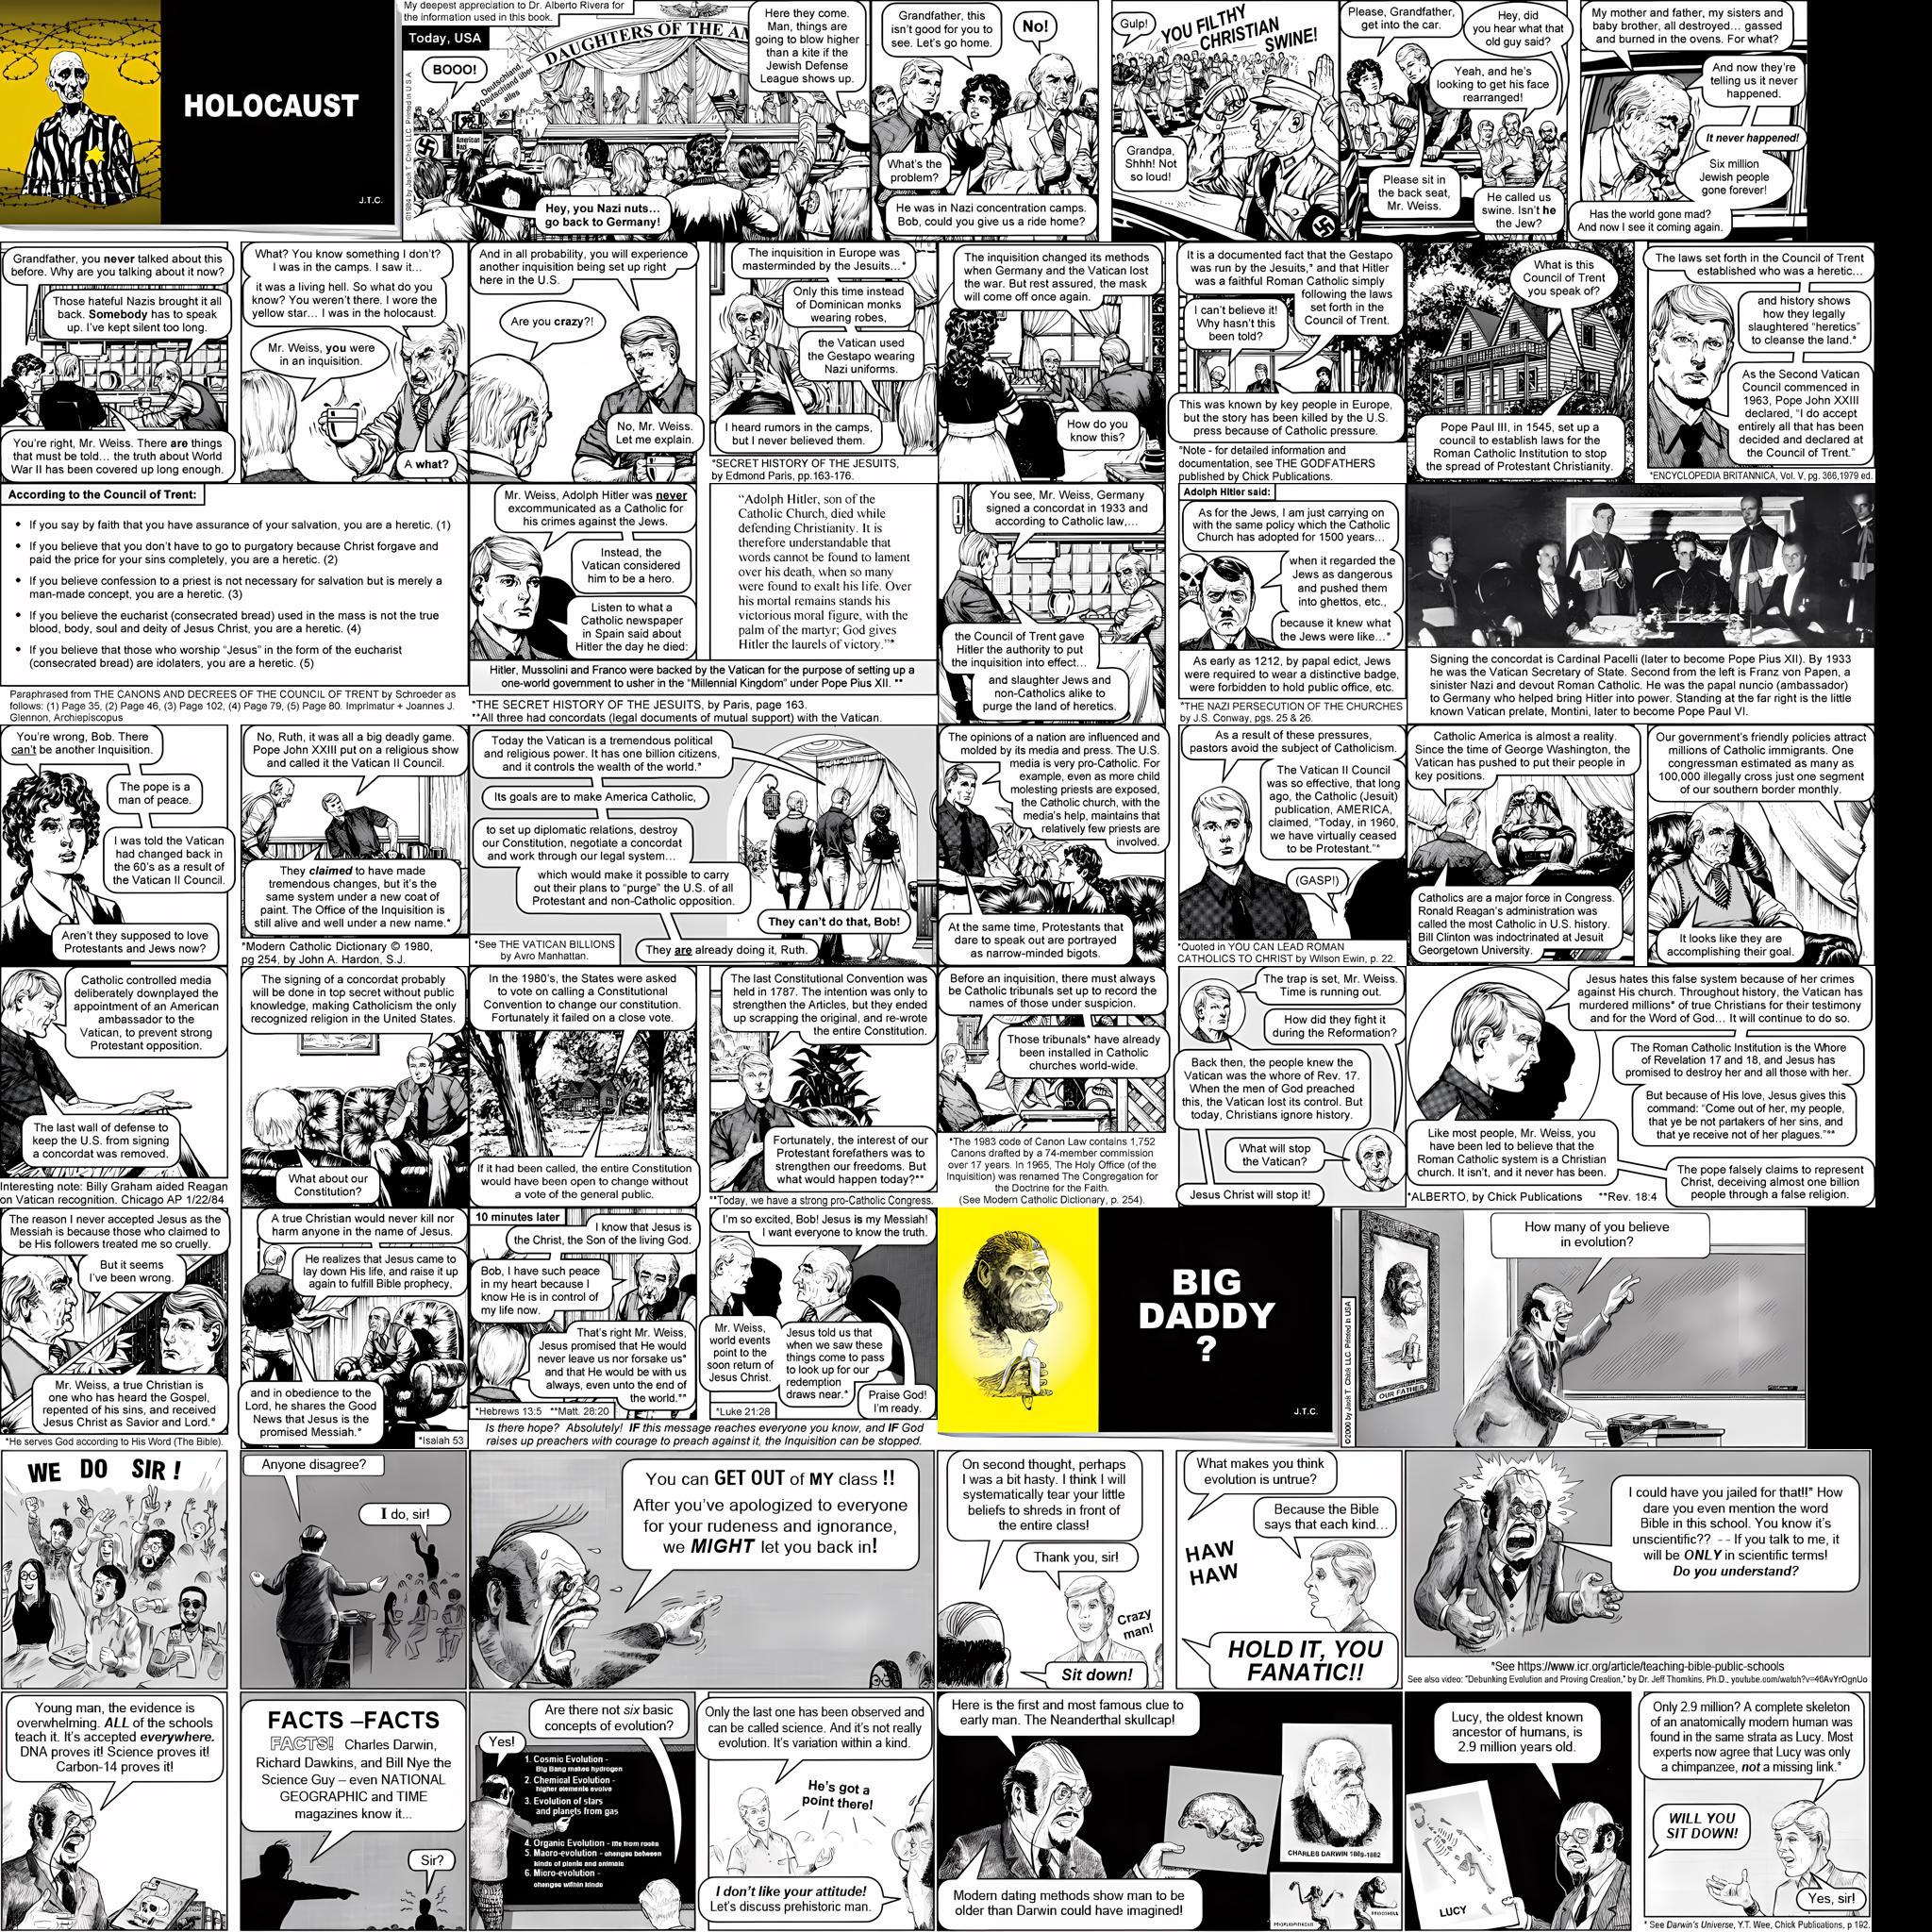 HOLOCAUST
J.T.C.
My deepest appreciation to Dr. Alberto Rivera for
the information used in this book.
Today, USA
©1984 by Jack T. Chick LLC Printed in U S A
BOOO!
Deutschland,
Deutschland über
alles
DAUGHTERS OF THE AM
American
Nazi
Here they come.
Man, things are
going to blow higher
than a kite if the
Jewish Defense
League shows up.
Hey, you Nazi nuts...
go back to Germany!
Grandfather, this
isn't good for you to
see. Let's go home.
No!
What's the
problem?
He was in Nazi concentration camps.
Bob, could you give us a ride home?
Gulp!
YOU FILTHY
CHRISTIAN
SWINE!
Grandpa,
Shhh! Not
so loud!
Please, Grandfather,
get into the car.
Hey, did
you hear what that
old guy said?
Yeah, and he's
looking to get his face
rearranged!
Please sit in
the back seat,
Mr. Weiss.
He called us
swine. Isn't he
the Jew?
My mother and father, my sisters and
baby brother, all destroyed... gassed
and burned in the ovens. For what?
And now they're
telling us it never
happened.
It never happened!
Six million
Jewish people
gone forever!
Has the world gone mad?
And now I see it coming again.
Grandfather, you never talked about this
before. Why are you talking about it now?
Those hateful Nazis brought it all
back. Somebody has to speak
up. I've kept silent too long.
You're right, Mr. Weiss. There are things
that must be told... the truth about World
War II has been covered up long enough.
What? You know something I don't?
I was in the camps. I saw it...
it was a living hell. So what do you
know? You weren't there. I wore the
yellow star... I was in the holocaust.
Mr. Weiss, you were
in an inquisition.
A what?
And in all probability, you will experience
another inquisition being set up right
here in the U.S.
Are you crazy?!
No, Mr. Weiss.
Let me explain.
The inquisition in Europe was
masterminded by the Jesuits...*
Only this time instead
of Dominican monks
wearing robes,
the Vatican used
the Gestapo wearing
Nazi uniforms.
I heard rumors in the camps,
but I never believed them.
*SECRET HISTORY OF THE JESUITS,
by Edmond Paris, pp.163-176.
The inquisition changed its methods
when Germany and the Vatican lost
the war. But rest assured, the mask
will come off once again.
How do you
know this?
It is a documented fact that the Gestapo
was run by the Jesuits,* and that Hitler
was a faithful Roman Catholic simply
following the laws
set forth in the
Council of Trent.
I can't believe it!
Why hasn't this
been told?
This was known by key people in Europe,
but the story has been killed by the U.S.
press because of Catholic pressure.
*Note - for detailed information and
documentation, see THE GODFATHERS
published by Chick Publications.
What is this
Council of Trent
you speak of?
Pope Paul III, in 1545, set up a
council to establish laws for the
Roman Catholic Institution to stop
the spread of Protestant Christianity.
The laws set forth in the Council of Trent
established who was a heretic...
and history shows
how they legally
slaughtered "heretics"
to cleanse the land.*
As the Second Vatican
Council commenced in
1963, Pope John XXIII
declared, "I do accept
entirely all that has been
decided and declared at
the Council of Trent."
*ENCYCLOPEDIA BRITANNICA, Vol. V, pg. 366,1979 ed.
According to the Council of Trent:
• If you say by faith that you have assurance of your salvation, you are a heretic. (1)
• If you believe that you don't have to go to purgatory because Christ forgave and
paid the price for your sins completely, you are a heretic. (2)
• If you believe confession to a priest is not necessary for salvation but is merely a
man-made concept, you are a heretic. (3)
• If you believe the eucharist (consecrated bread) used in the mass is not the true
blood, body, soul and deity of Jesus Christ, you are a heretic. (4)
• If you believe that those who worship "Jesus" in the form of the eucharist
(consecrated bread) are idolaters, you are a heretic. (5)
Paraphrased from THE CANONS AND DECREES OF THE COUNCIL OF TRENT by Schroeder as
follows: (1) Page 35, (2) Page 46, (3) Page 102, (4) Page 79, (5) Page 80. Imprimatur + Joannes J.
Glennon, Archiepiscopus
Mr. Weiss, Adolph Hitler was never
excommunicated as a Catholic for
his crimes against the Jews.
Instead, the
Vatican considered
him to be a hero.
Listen to what a
Catholic newspaper
in Spain said about
Hitler the day he died:
"Adolph Hitler, son of the
Catholic Church, died while
defending Christianity. It is
therefore understandable that
words cannot be found to lament
over his death, when so many
were found to exalt his life. Over
his mortal remains stands his
victorious moral figure, with the
palm of the martyr; God gives
Hitler the laurels of victory."*
Hitler, Mussolini and Franco were backed by the Vatican for the purpose of setting up a
one-world government to usher in the "Millennial Kingdom" under Pope Pius XII. **
*THE SECRET HISTORY OF THE JESUITS, by Paris, page 163.
**All three had concordats (legal documents of mutual support) with the Vatican.
You see, Mr. Weiss, Germany
signed a concordat in 1933 and
according to Catholic law,...
the Council of Trent gave
Hitler the authority to put
the inquisition into effect...
and slaughter Jews and
non-Catholics alike to
purge the land of heretics.
Adolph Hitler said:
As for the Jews, I am just carrying on
with the same policy which the Catholic
Church has adopted for 1500 years...
when it regarded the
Jews as dangerous
and pushed them
into ghettos, etc.,
because it knew what
the Jews were like...*
As early as 1212, by papal edict, Jews
were required to wear a distinctive badge,
were forbidden to hold public office, etc.
*THE NAZI PERSECUTION OF THE CHURCHES
by J.S. Conway, pgs. 25 & 26.
Signing the concordat is Cardinal Pacelli (later to become Pope Pius XII). By 1933
he was the Vatican Secretary of State. Second from the left is Franz von Papen, a
sinister Nazi and devout Roman Catholic. He was the papal nuncio (ambassador)
to Germany who helped bring Hitler into power. Standing at the far right is the little
known Vatican prelate, Montini, later to become Pope Paul VI.
You're wrong, Bob. There
can't be another Inquisition.
The pope is a
man of peace.
I was told the Vatican
had changed back in
the 60's as a result of
the Vatican II Council.
Aren't they supposed to love
Protestants and Jews now?
No, Ruth, it was all a big deadly game.
Pope John XXIII put on a religious show
and called it the Vatican II Council.
They claimed to have made
tremendous changes, but it's the
same system under a new coat of
paint. The Office of the Inquisition is
still alive and well under a new name.*
*Modern Catholic Dictionary © 1980,
pg 254, by John A. Hardon, S.J.
Today the Vatican is a tremendous political
and religious power. It has one billion citizens,
and it controls the wealth of the world.*
Its goals are to make America Catholic,
to set up diplomatic relations, destroy
our Constitution, negotiate a concordat
and work through our legal system...
which would make it possible to carry
out their plans to "purge" the U.S. of all
Protestant and non-Catholic opposition.
They can't do that, Bob!
*See THE VATICAN BILLIONS
by Avro Manhattan.
They are already doing it, Ruth.
The opinions of a nation are influenced and
molded by its media and press. The U.S.
media is very pro-Catholic. For
example, even as more child
molesting priests are exposed,
the Catholic church, with the
media's help, maintains that
relatively few priests are
involved.
At the same time, Protestants that
dare to speak out are portrayed
as narrow-minded bigots.
As a result of these pressures,
pastors avoid the subject of Catholicism.
The Vatican II Council
was so effective, that long
ago, the Catholic (Jesuit)
publication, AMERICA,
claimed, "Today, in 1960,
we have virtually ceased
to be Protestant."*
(GASP!)
*Quoted in YOU CAN LEAD ROMAN
CATHOLICS TO CHRIST by Wilson Ewin, p. 22.
Catholic America is almost a reality.
Since the time of George Washington, the
Vatican has pushed to put their people in
key positions.
Catholics are a major force in Congress.
Ronald Reagan's administration was
called the most Catholic in U.S. history.
Bill Clinton was indoctrinated at Jesuit
Georgetown University.
Our government's friendly policies attract
millions of Catholic immigrants. One
congressman estimated as many as
100,000 illegally cross just one segment
of our southern border monthly.
It looks like they are
accomplishing their goal.
Catholic controlled media
deliberately downplayed the
appointment of an American
ambassador to the
Vatican, to prevent strong
Protestant opposition.
The last wall of defense to
keep the U.S. from signing
a concordat was removed.
Interesting note: Billy Graham aided Reagan
on Vatican recognition. Chicago AP 1/22/84
The signing of a concordat probably
will be done in top secret without public
knowledge, making Catholicism the only
recognized religion in the United States.
What about our
Constitution?
In the 1980's, the States were asked
to vote on calling a Constitutional
Convention to change our constitution.
Fortunately it failed on a close vote.
If it had been called, the entire Constitution
would have been open to change without
a vote of the general public.
The last Constitutional Convention was
held in 1787. The intention was only to
strengthen the Articles, but they ended
up scrapping the original, and re-wrote
the entire Constitution.
Fortunately, the interest of our
Protestant forefathers was to
strengthen our freedoms. But
what would happen today?**
**Today, we have a strong pro-Catholic Congress.
Before an inquisition, there must always
be Catholic tribunals set up to record the
names of those under suspicion.
Those tribunals* have already
been installed in Catholic
churches world-wide.
*The 1983 code of Canon Law contains 1,752
Canons drafted by a 74-member commission
over 17 years. In 1965, The Holy Office (of the
Inquisition) was renamed The Congregation for
the Doctrine for the Faith.
(See Modern Catholic Dictionary, p. 254).
The trap is set, Mr. Weiss.
Time is running out.
How did they fight it
during the Reformation?
Back then, the people knew the
Vatican was the whore of Rev. 17.
When the men of God preached
this, the Vatican lost its control. But
today, Christians ignore history.
What will stop
the Vatican?
Jesus Christ will stop it!
Jesus hates this false system because of her crimes
against His church. Throughout history, the Vatican has
murdered millions* of true Christians for their testimony
and for the Word of God... It will continue to do so.
The Roman Catholic Institution is the Whore
of Revelation 17 and 18, and Jesus has
promised to destroy her and all those with her.
But because of His love, Jesus gives this
command: "Come out of her, my people,
that ye be not partakers of her sins, and
that ye receive not of her plagues."**
Like most people, Mr. Weiss, you
have been led to believe that the
Roman Catholic system is a Christian
church. It isn't, and it never has been.
The pope falsely claims to represent
Christ, deceiving almost one billion
people through a false religion.
*ALBERTO, by Chick Publications **Rev. 18:4
The reason I never accepted Jesus as the
Messiah is because those who claimed to
be His followers treated me so cruelly.
But it seems
I've been wrong.
Mr. Weiss, a true Christian is
one who has heard the Gospel,
repented of his sins, and received
Jesus Christ as Savior and Lord.*
*He serves God according to His Word (The Bible).
A true Christian would never kill nor
harm anyone in the name of Jesus.
He realizes that Jesus came to
lay down His life, and raise it up
again to fulfill Bible prophecy,
and in obedience to the
Lord, he shares the Good
News that Jesus is the
promised Messiah.*
*Isaiah 53
10 minutes later
I know that Jesus is
the Christ, the Son of the living God.
Bob, I have such peace
in my heart because I
know He is in control of
my life now.
That's right Mr. Weiss,
Jesus promised that He would
never leave us nor forsake us*
and that He would be with us
always, even unto the end of
the world.**
*Hebrews 13:5 **Matt. 28:20
I'm so excited, Bob! Jesus is my Messiah!
I want everyone to know the truth.
Mr. Weiss,
world events
point to the
soon return of
Jesus Christ.
Jesus told us that
when we saw these
things come to pass
to look up for our
redemption
draws near.*
Praise God!
I'm ready.
*Luke 21:28
Is there hope? Absolutely! IF this message reaches everyone you know, and IF God
raises up preachers with courage to preach against it, the Inquisition can be stopped.
BIG
DADDY
?
J.T.C.
©2000 by Jack T. Chick LLC. Printed in USA
OUR FATHER
How many of you believe
in evolution?
WE DO SIR!
Anyone disagree?
I do, sir!
You can GET OUT of MY class !!
After you've apologized to everyone
for your rudeness and ignorance,
we MIGHT let you back in!
On second thought, perhaps
I was a bit hasty. I think I will
systematically tear your little
beliefs to shreds in front of
the entire class!
Thank you, sir!
Crazy
man!
Sit down!
What makes you think
evolution is untrue?
Because the Bible
says that each kind...
HAW
HAW
HOLD IT, YOU
FANATIC!!
I could have you jailed for that!!* How
dare you even mention the word
Bible in this school. You know it's
unscientific?? -- If you talk to me, it
will be ONLY in scientific terms!
Do you understand?
*See https://www.icr.org/article/teaching-bible-public-schools
See also video: "Debunking Evolution and Proving Creation," by Dr. Jeff Thomkins, Ph.D., youtube.com/watch?v=46AvYrOgnUo
Young man, the evidence is
overwhelming. ALL of the schools
teach it. It's accepted everywhere.
DNA proves it! Science proves it!
Carbon-14 proves it!
FACTS –FACTS
FACTS! Charles Darwin,
Richard Dawkins, and Bill Nye the
Science Guy – even NATIONAL
GEOGRAPHIC and TIME
magazines know it...
Sir?
Are there not six basic
concepts of evolution?
Yes!
1. Cosmic Evolution -
Big Bang makes hydrogen
2. Chemical Evolution -
higher elements evolve
3. Evolution of stars
and planets from gas
4. Organic Evolution - life from rocks
5. Macro-evolution - changes between
kinds of plants and animals
6. Micro-evolution -
changes within kinds
Only the last one has been observed and
can be called science. And it's not really
evolution. It's variation within a kind.
He's got a
point there!
I don't like your attitude!
Let's discuss prehistoric man.
Here is the first and most famous clue to
early man. The Neanderthal skullcap!
CHARLES DARWIN 1809-1882
Modern dating methods show man to be
older than Darwin could have imagined!
Lucy, the oldest known
ancestor of humans, is
2.9 million years old.
LUCY
Only 2.9 million? A complete skeleton
of an anatomically modern human was
found in the same strata as Lucy. Most
experts now agree that Lucy was only
a chimpanzee, not a missing link.*
WILL YOU
SIT DOWN!
Yes, sir!
* See Darwin's Universe, Y.T. Wee, Chick Publications, p 192.